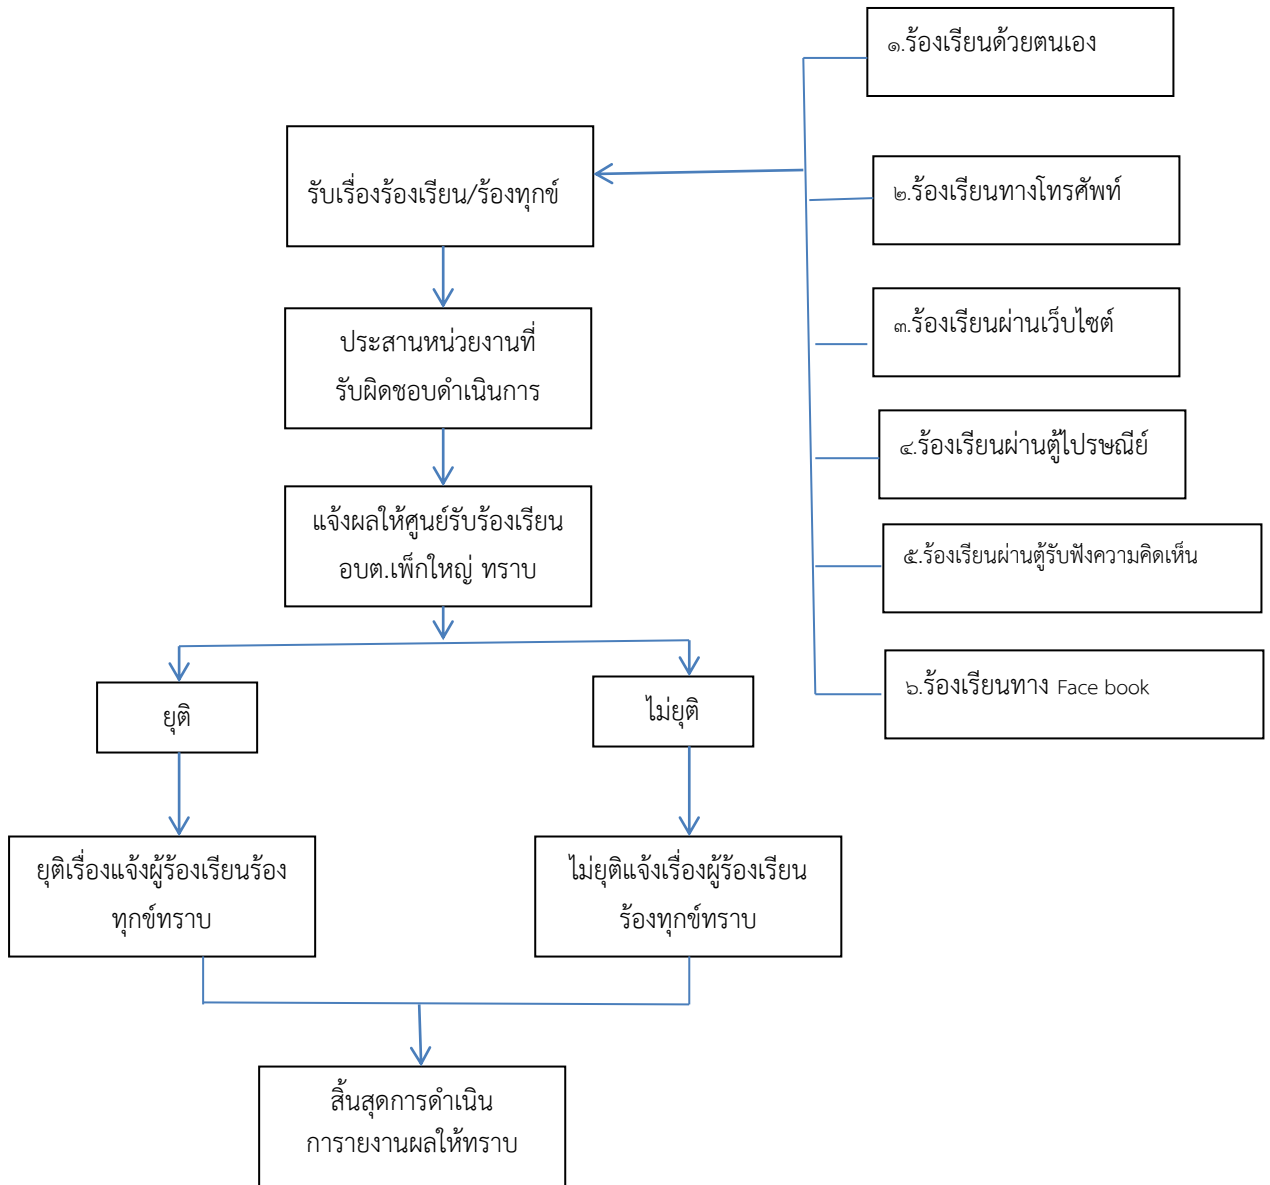 ๑.ร้องเรียนด้วยตนเอง
รับเรื่องร้องเรียน/ร้องทุกข์
๒.ร้องเรียนทางโทรศัพท์
ประสานหน่วยงานที่
รับผิดชอบดำเนินการ
๓.ร้องเรียนผ่านเว็บไซต์
๔.ร้องเรียนผ่านตู้ไปรษณีย์
แจ้งผลให้ศูนย์รับร้องเรียน
อบต.เพ็กใหญ่ ทราบ
๕.ร้องเรียนผ่านตู้รับฟังความคิดเห็น
๖.ร้องเรียนทาง Face book
ยุติ
ไม่ยุติ
ยุติเรื่องแจ้งผู้ร้องเรียนร้อง
ทุกข์ทราบ
ไม่ยุติแจ้งเรื่องผู้ร้องเรียน
ร้องทุกข์ทราบ
สิ้นสุดการดำเนิน
การายงานผลให้ทราบ